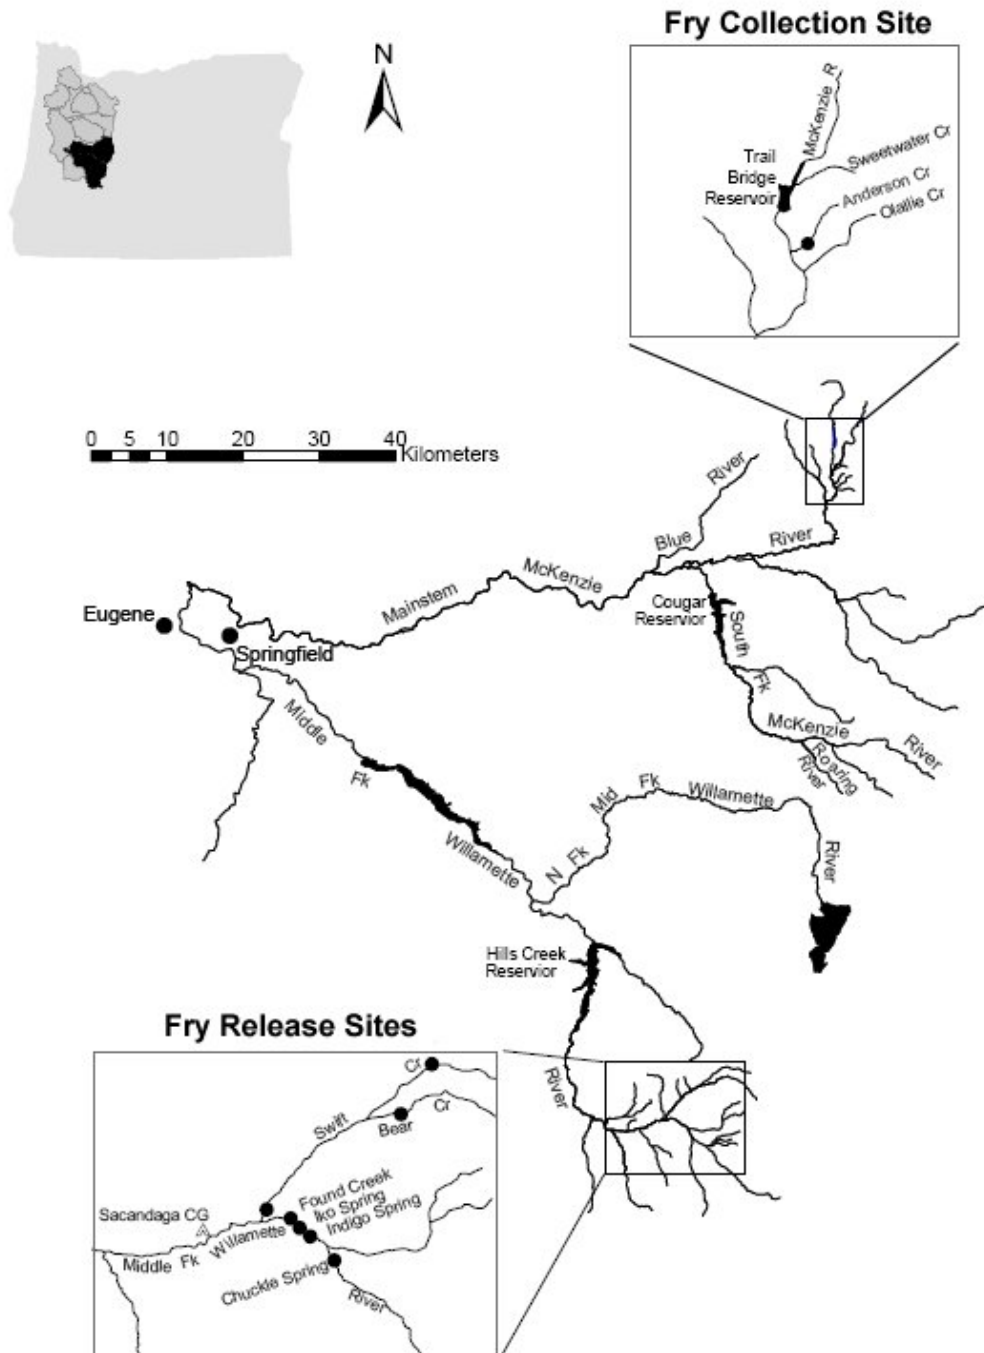 Fry Collection Site
N
McKenzie R
Sweetwater Cr
Trail
Bridge
Reservoir
Anderson Cr
Olallie Cr
0 5 10 20 30 40
Kilometers
River
Blue
River
McKenzie
Mainstem
Cougar
Reservior
South
Fk
McKenzie
River
Roaring
River
Eugene
Springfield
Middle
Fk
Willamette
N Fk Mid Fk Willamette
River
Hills Creek
Reservior
River
Fry Release Sites
Cr
Swift
Cr
Bear
Found Creek
Iko Spring
Indigo Spring
Sacandaga CG
Willamette
Middle Fk
Chuckle Spring
River